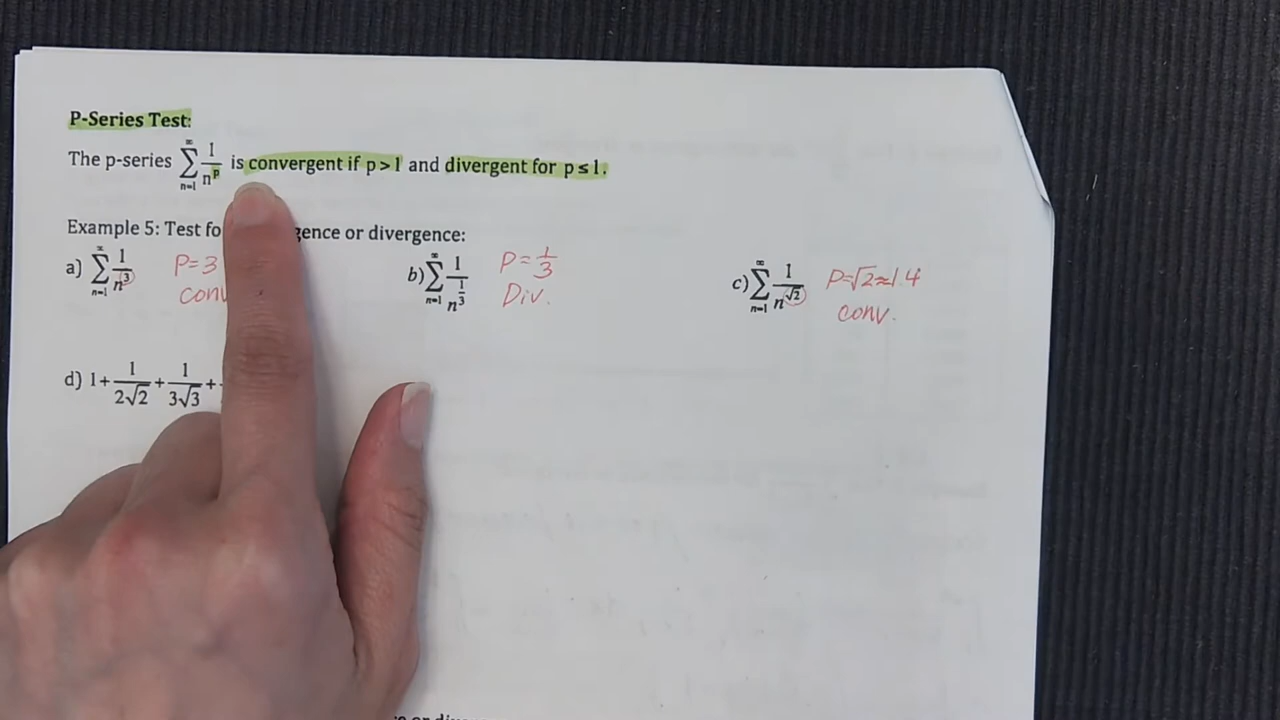 P-Series Test:
The p-series ∑_{n=1}^{∞} 1/n^p is convergent if p > 1 and divergent for p ≤ 1.
Example 5: Test fo gence or divergence:
a) ∑_{n=1}^{∞} 1/n^3 P=3 conv
b) ∑_{n=1}^{∞} 1/n^{1/3} P=1/3 Div.
c) ∑_{n=1}^{∞} 1/n^{√2} P=√2≈1.4 conv.
d) 1 + 1/(2√2) + 1/(3√3) +